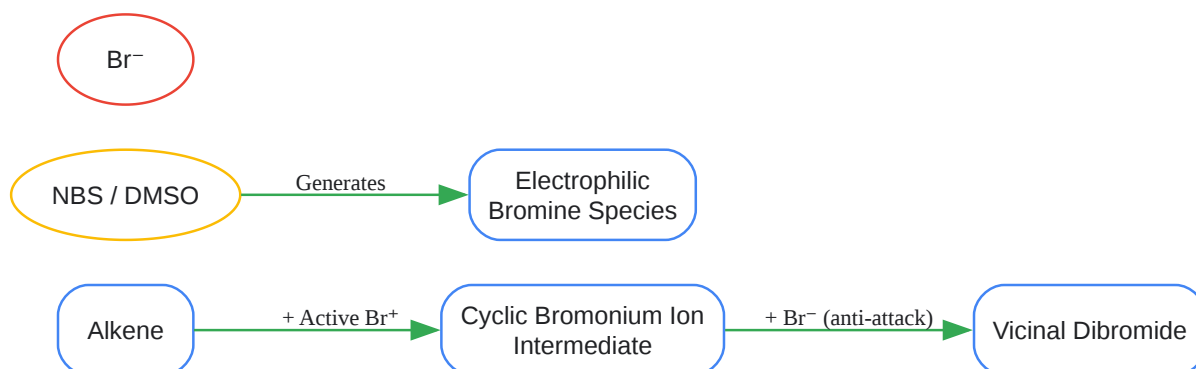 Br⁻
NBS / DMSO
Generates
Electrophilic
Bromine Species
Alkene
+ Active Br⁺
Cyclic Bromonium Ion
Intermediate
+ Br⁻ (anti-attack)
Vicinal Dibromide